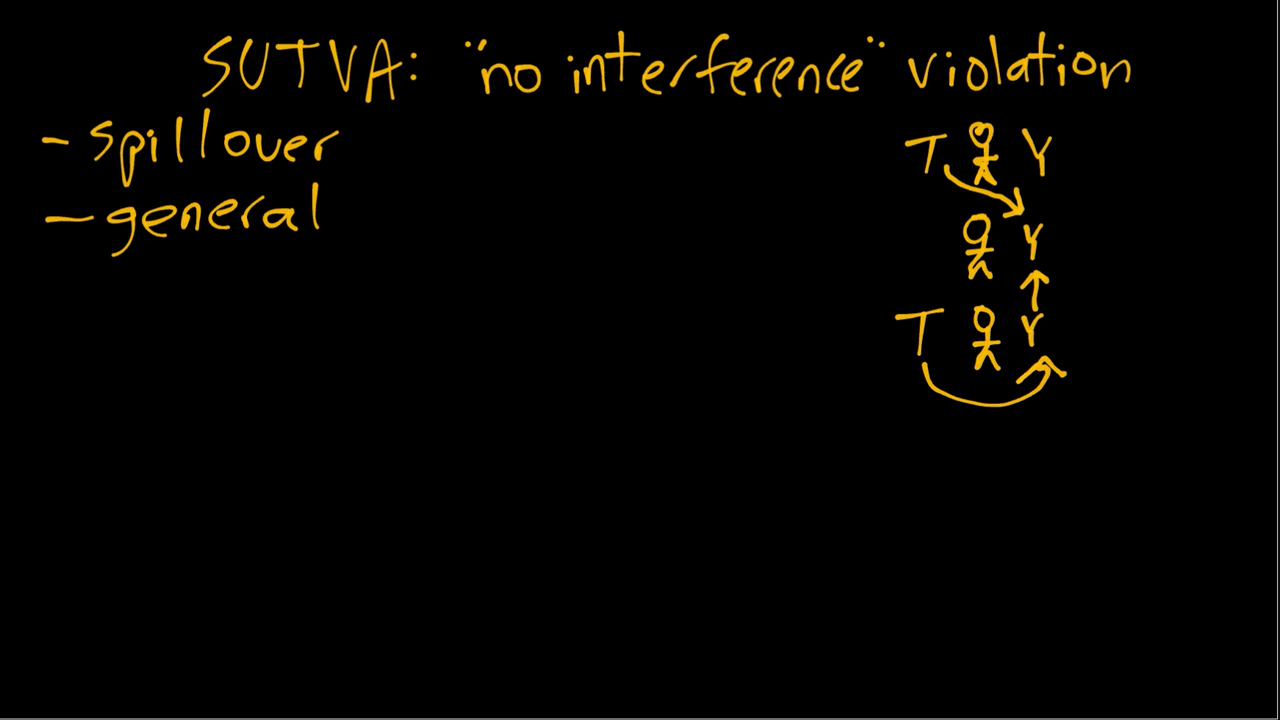 SUTVA: "no interference" violation
- spillover
- general
T Y
Y
T Y